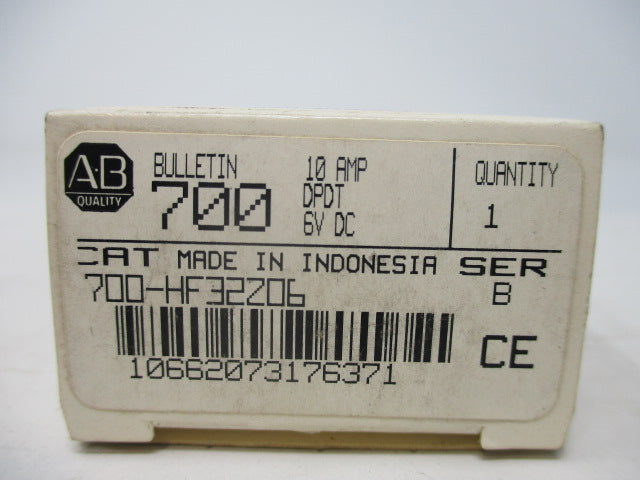 A-B
QUALITY
BULLETIN
700
10 AMP
DPDT
6V DC
QUANTITY
1
CAT MADE IN INDONESIA SER
700-HF32Z06 B
10662073176371
CE